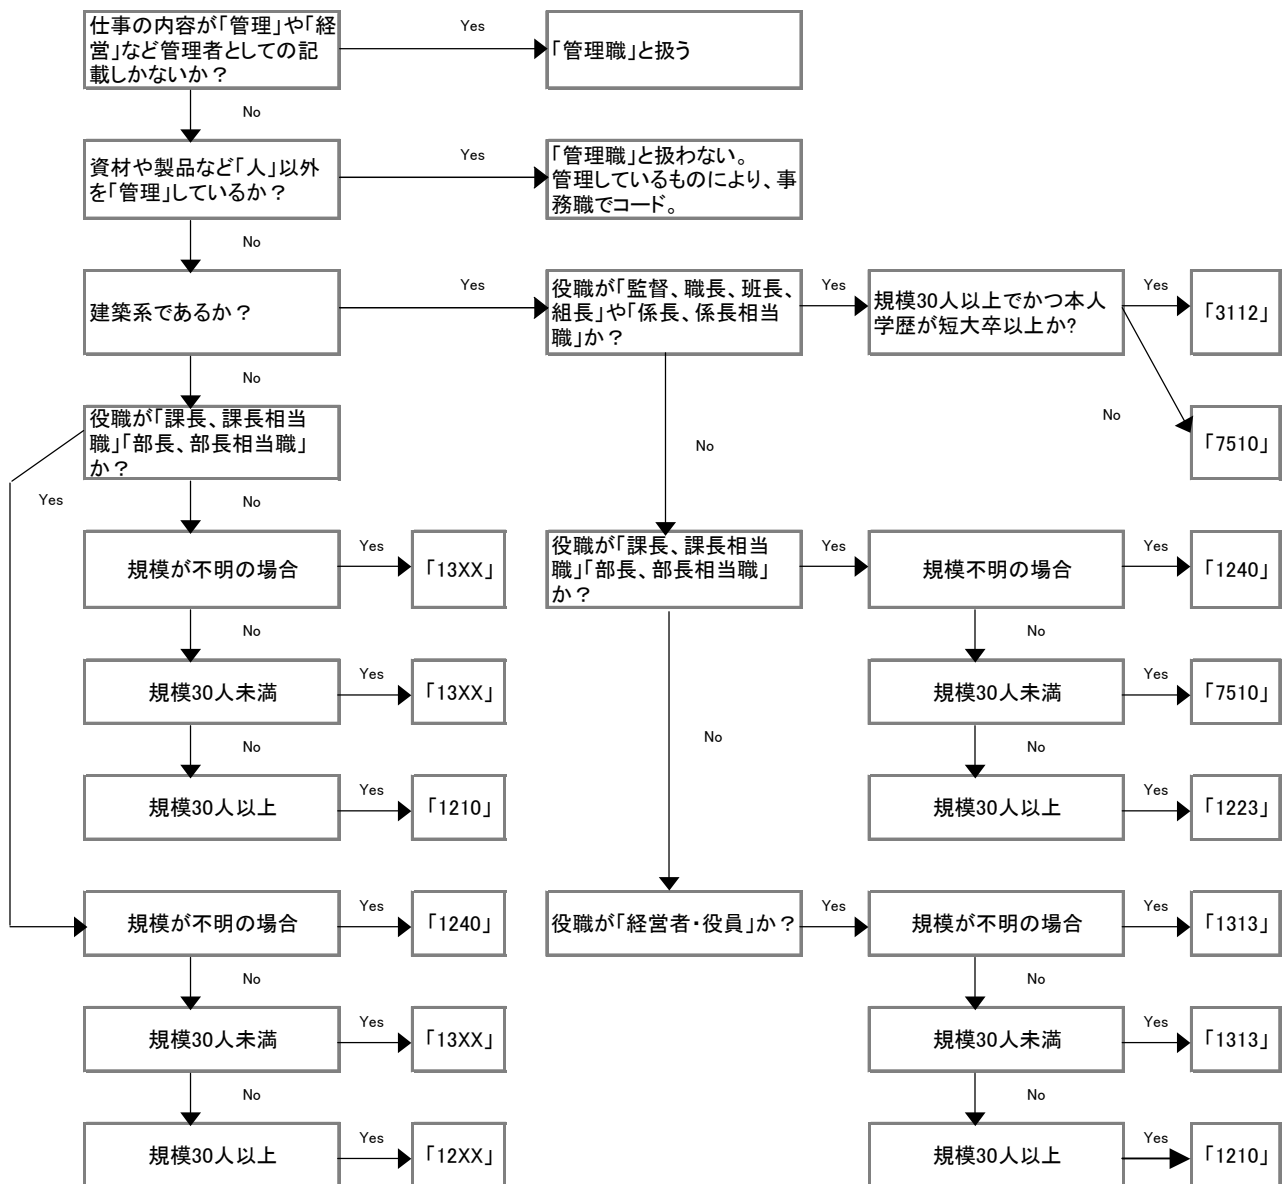 仕事の内容が「管理」や「経
営」など管理者としての記
載しかないか？
Yes
「管理職」と扱う
No
資材や製品など「人」以外
を「管理」しているか？
Yes
「管理職」と扱わない。
管理しているものにより、事
務職でコード。
No
建築系であるか？
Yes
役職が「監督、職長、班長、
組長」や「係長、係長相当
職」か？
Yes
規模30人以上でかつ本人
学歴が短大卒以上か?
Yes
「3112」
No
「7510」
No
役職が「課長、課長相当
職」「部長、部長相当職」
か？
Yes
No
No
規模が不明の場合
Yes
「13XX」
役職が「課長、課長相当
職」「部長、部長相当職」
か？
Yes
規模不明の場合
Yes
「1240」
No
No
規模30人未満
Yes
「13XX」
規模30人未満
Yes
「7510」
No
No
No
規模30人以上
Yes
「1210」
規模30人以上
Yes
「1223」
規模が不明の場合
Yes
「1240」
役職が「経営者・役員」か？
Yes
規模が不明の場合
Yes
「1313」
No
No
規模30人未満
Yes
「13XX」
規模30人未満
Yes
「1313」
No
No
規模30人以上
Yes
「12XX」
規模30人以上
Yes
「1210」